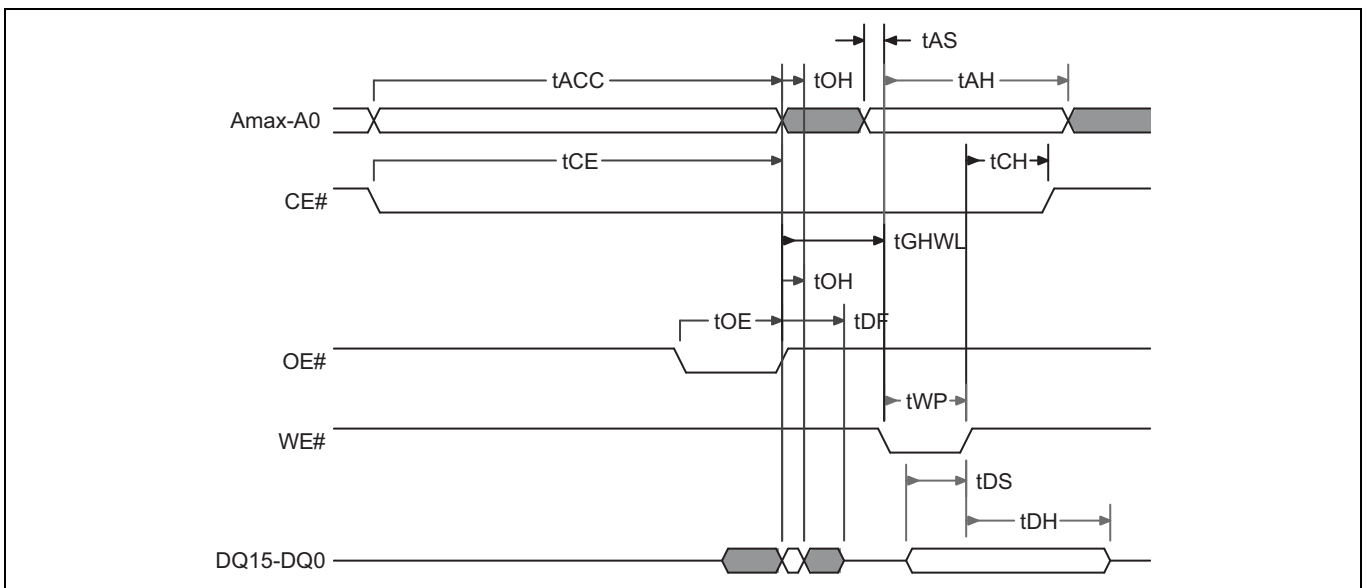 tAS
tACC tOH tAH
Amax-A0
tCE tCH
CE#
tGHWL
tOH
tOE tDF
OE#
tWP
WE#
tDS
tDH
DQ15-DQ0